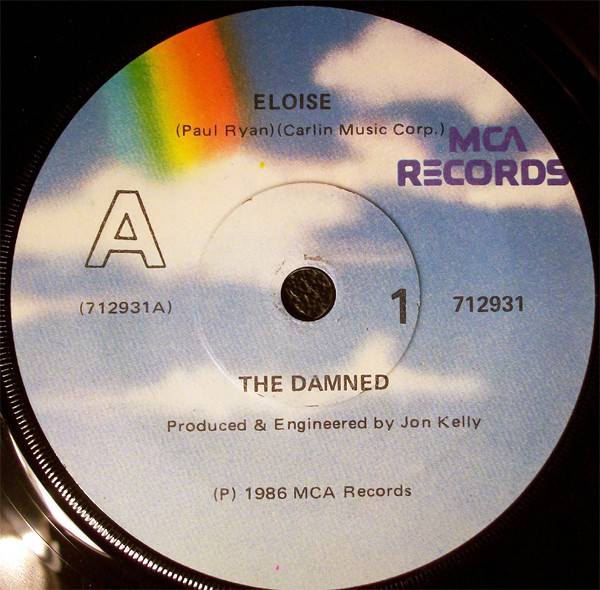 ELOISE
(Paul Ryan)(Carlin Music Corp.)
MCA
RECORDS
A
(712931A)
1
712931
THE DAMNED
Produced & Engineered by Jon Kelly
(P) 1986 MCA Records